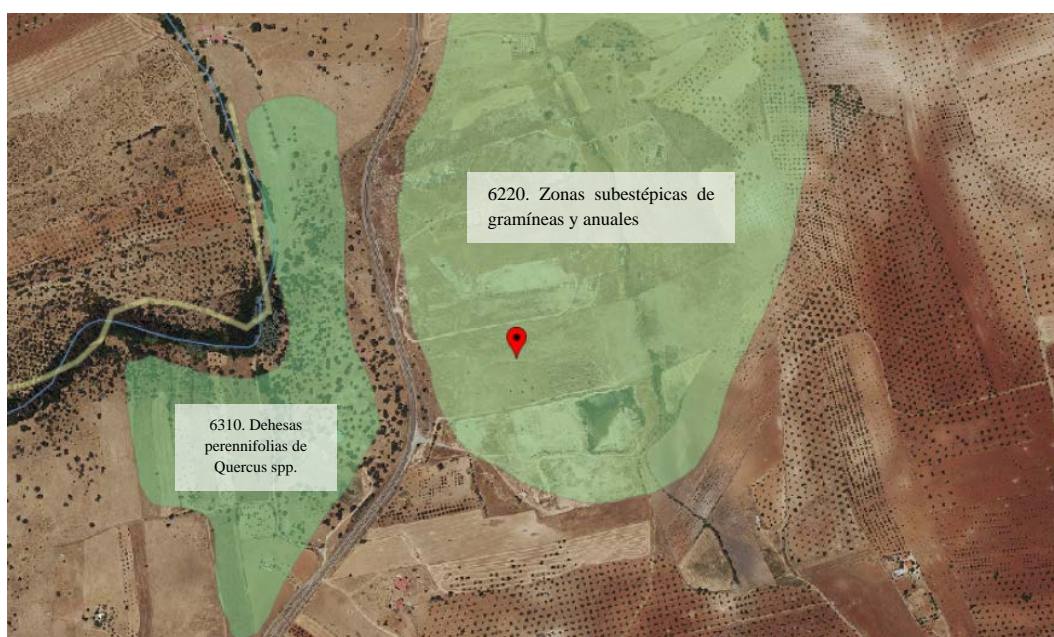 6220. Zonas subestépicas de
gramíneas y anuales
6310. Dehesas
perennifolias de
Quercus spp.